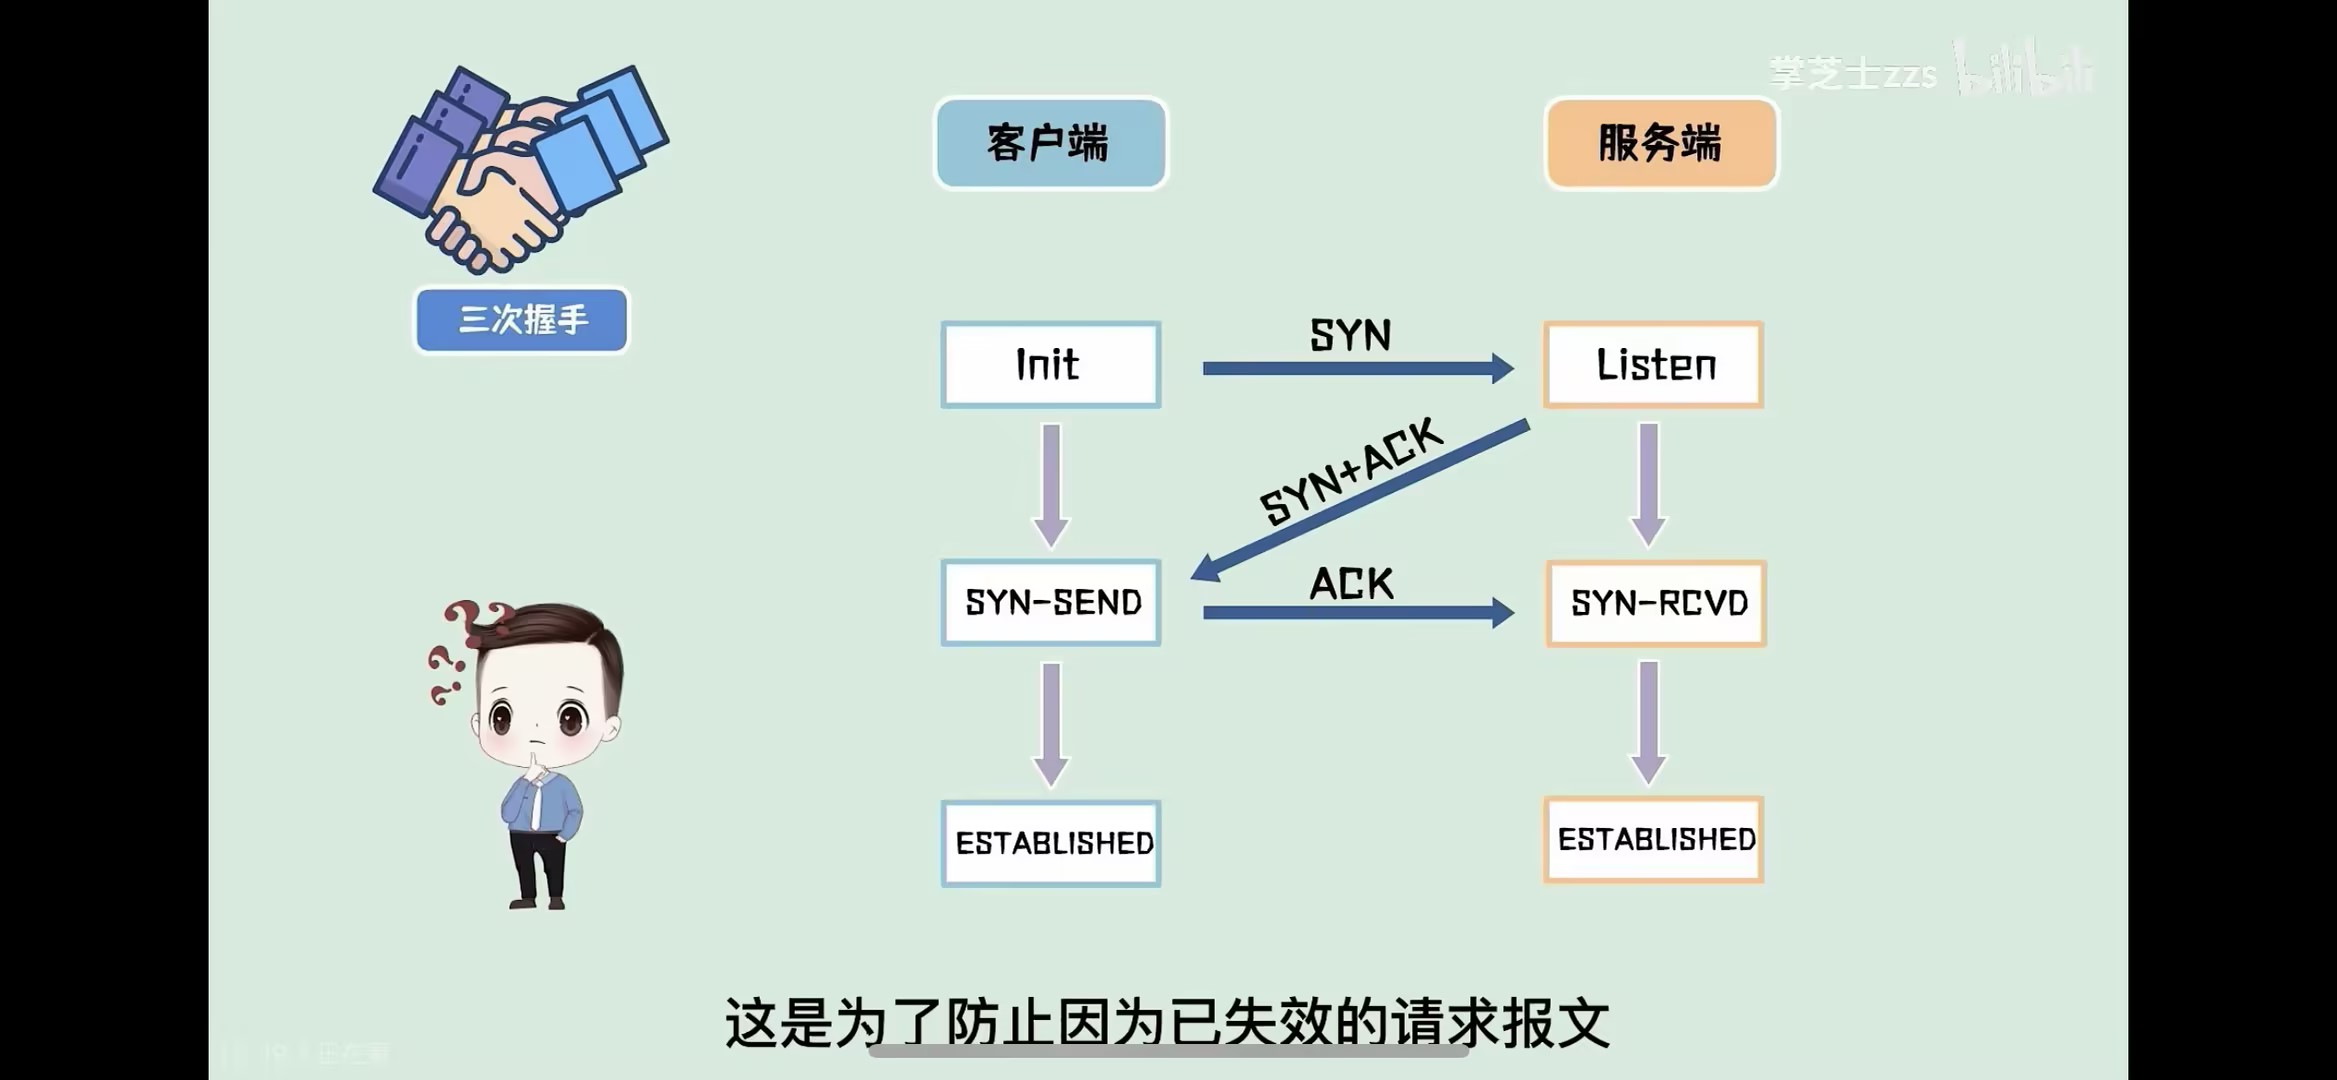 掌芝士zzs bilibili
客户端
服务端
三次握手
SYN
Init
Listen
SYN+ACK
ACK
SYN-SEND
SYN-RCVD
ESTABLISHED
ESTABLISHED
这是为了防止因为已失效的请求报文